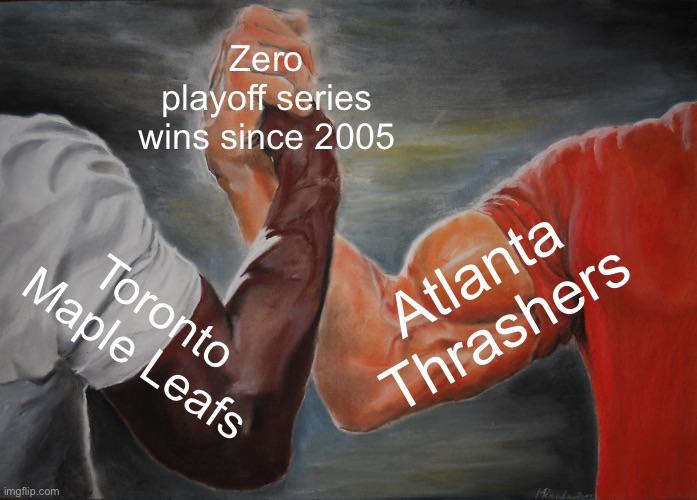 Zero
playoff series
wins since 2005
Toronto
Maple Leafs
Atlanta
Thrashers
imgflip.com